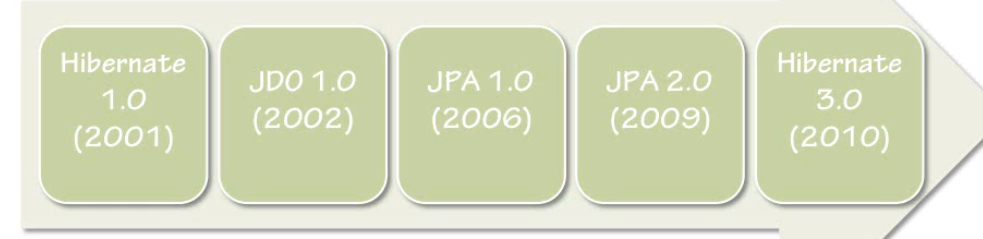 Hibernate
1.0
(2001)
JDO 1.0
(2002)
JPA 1.0
(2006)
JPA 2.0
(2009)
Hibernate
3.0
(2010)